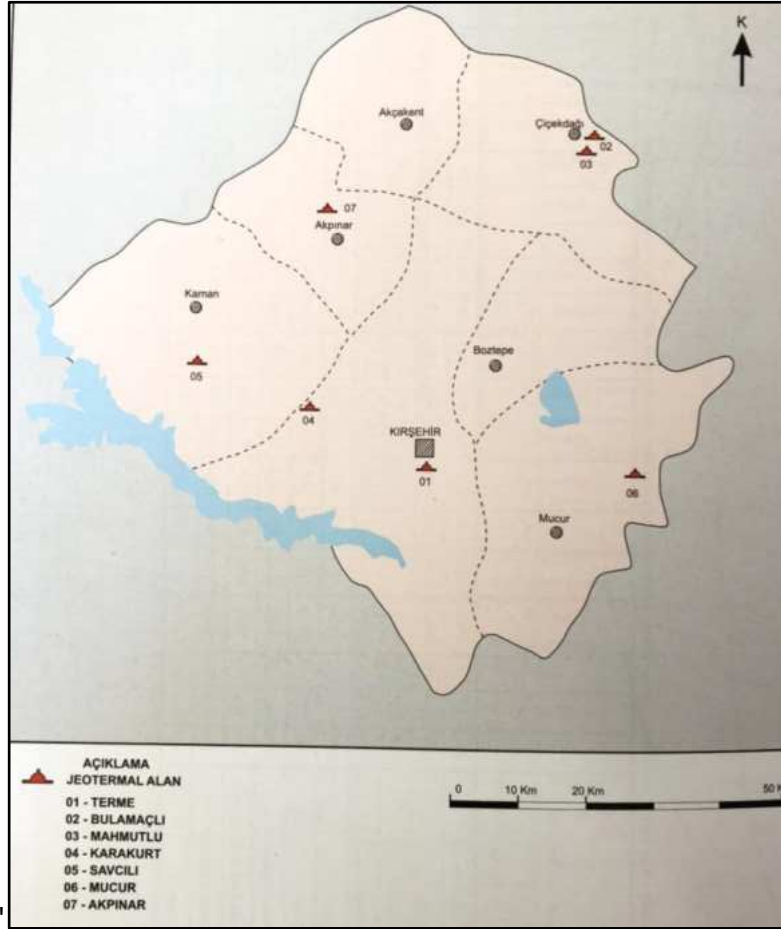 K
Akçakent
Çiçekdağı
02
03
07
Akpınar
Kaman
05
Boztepe
04
KIRŞEHİR
01
06
Mucur
AÇIKLAMA
JEOTERMAL ALAN
01 - TERME
02 - BULAMAÇLI
03 - MAHMUTLU
04 - KARAKURT
05 - SAVCILI
06 - MUCUR
07 - AKPINAR
0 10 Km 20 Km 50 K